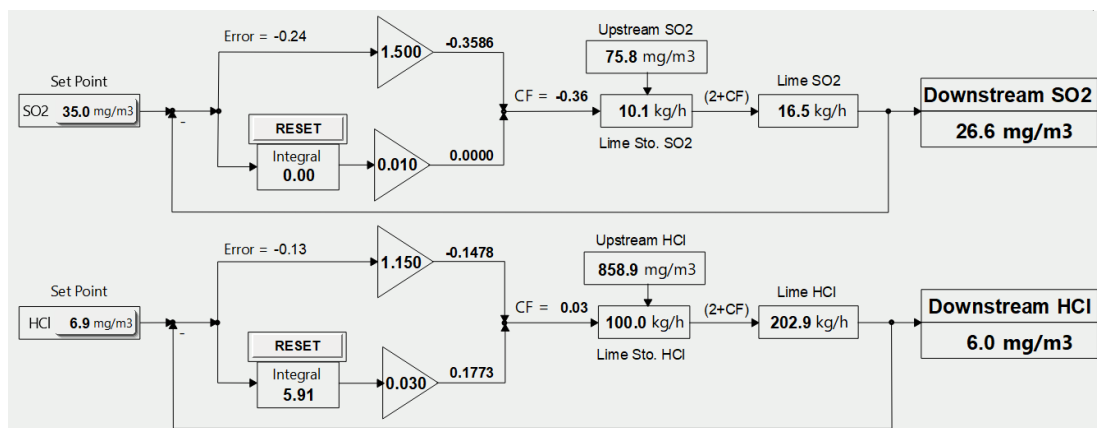 Error = -0.24
1.500
-0.3586
Upstream SO2
75.8 mg/m3
Set Point
SO2 35.0 mg/m3
-
CF = -0.36
10.1 kg/h
(2+CF)
Lime SO2
16.5 kg/h
Downstream SO2
26.6 mg/m3
RESET
Integral
0.00
0.010
0.0000
Lime Sto. SO2
Error = -0.13
1.150
-0.1478
Upstream HCl
858.9 mg/m3
Set Point
HCl 6.9 mg/m3
-
CF = 0.03
100.0 kg/h
(2+CF)
Lime HCl
202.9 kg/h
Downstream HCl
6.0 mg/m3
RESET
Integral
5.91
0.030
0.1773
Lime Sto. HCl